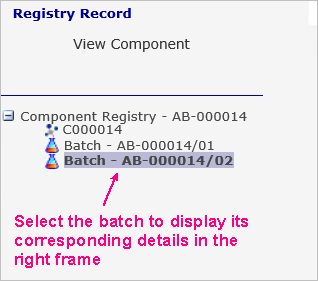 Registry Record
View Component
Component Registry - AB-000014
C000014
Batch - AB-000014/01
Batch - AB-000014/02
Select the batch to display its
corresponding details in the
right frame